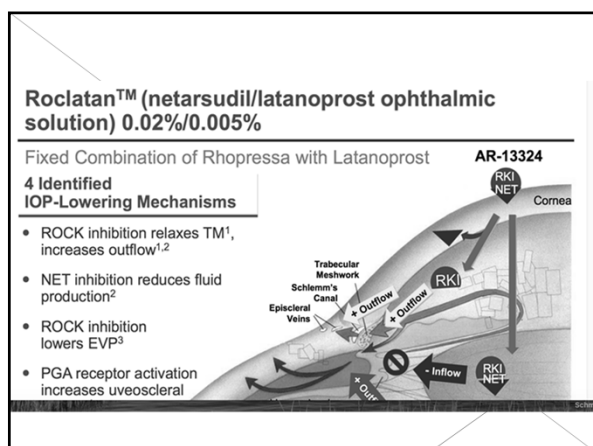 Roclatan™ (netarsudil/latanoprost ophthalmic
solution) 0.02%/0.005%
Fixed Combination of Rhopressa with Latanoprost
AR-13324
4 Identified
IOP-Lowering Mechanisms
• ROCK inhibition relaxes TM¹,
increases outflow¹,²
• NET inhibition reduces fluid
production²
• ROCK inhibition
lowers EVP³
• PGA receptor activation
increases uveoscleral
RKI
NET
Cornea
Trabecular
Meshwork
Schlemm's
Canal
Episcleral
Veins
RKI
+ Outflow
+ Outflow
- Inflow
RKI
NET